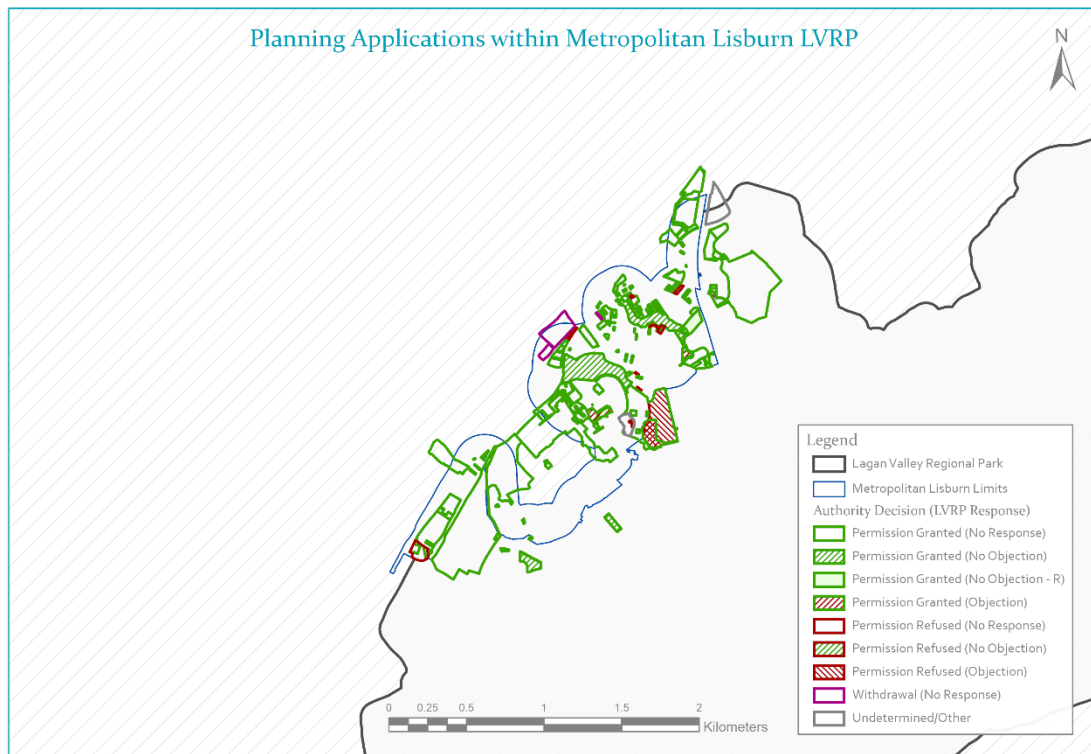 Planning Applications within Metropolitan Lisburn LVRP
N
Legend
Lagan Valley Regional Park
Metropolitan Lisburn Limits
Authority Decision (LVRP Response)
Permission Granted (No Response)
Permission Granted (No Objection)
Permission Granted (No Objection - R)
Permission Granted (Objection)
Permission Refused (No Response)
Permission Refused (No Objection)
Permission Refused (Objection)
Withdrawal (No Response)
Undetermined/Other
0 0.25 0.5 1 1.5 2
Kilometers